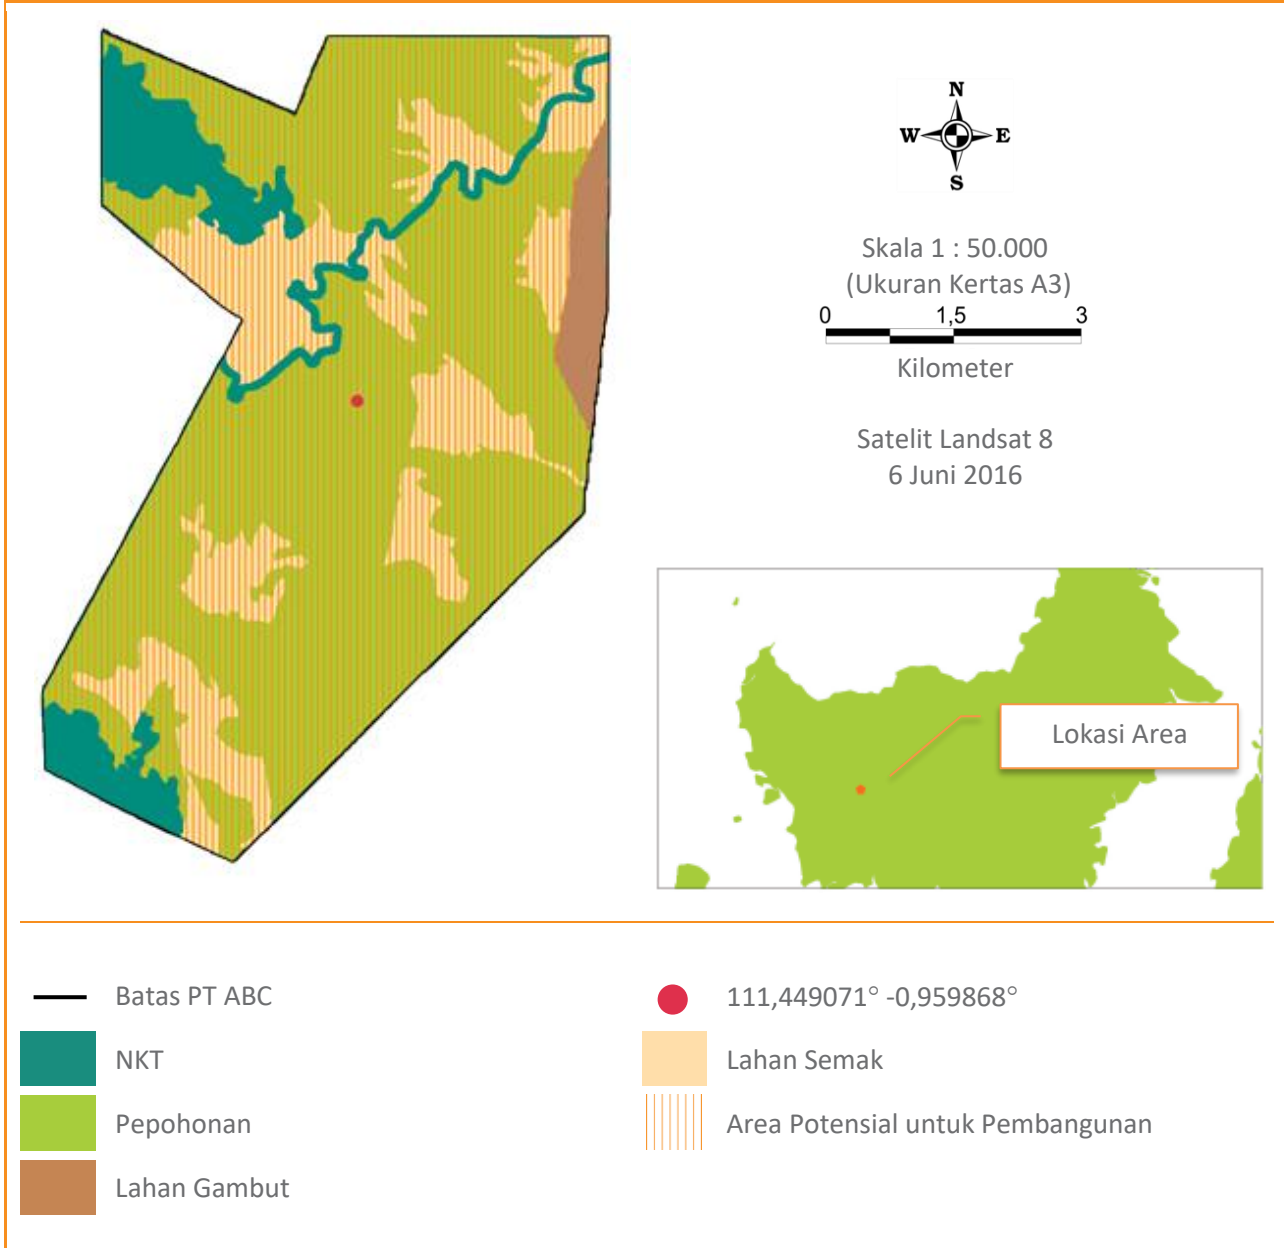 N
W E
S
Skala 1 : 50.000
(Ukuran Kertas A3)
0 1,5 3
Kilometer
Satelit Landsat 8
6 Juni 2016
Lokasi Area
Batas PT ABC
NKT
Pepohonan
Lahan Gambut
111,449071° -0,959868°
Lahan Semak
Area Potensial untuk Pembangunan